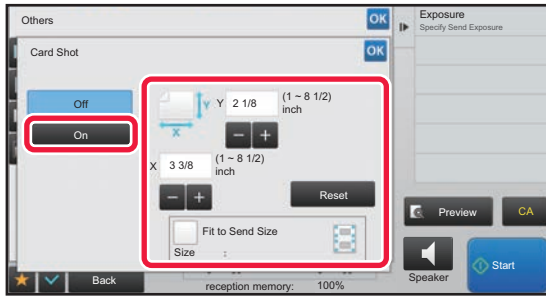 Others
OK
Exposure
Specify Send Exposure
Card Shot
OK
Off
On
Y
Y 2 1/8 (1 ~ 8 1/2)
inch
X
X 3 3/8 (1 ~ 8 1/2)
inch
Reset
Fit to Send Size
Size :
Preview
CA
Speaker
Start
Back
reception memory: 100%